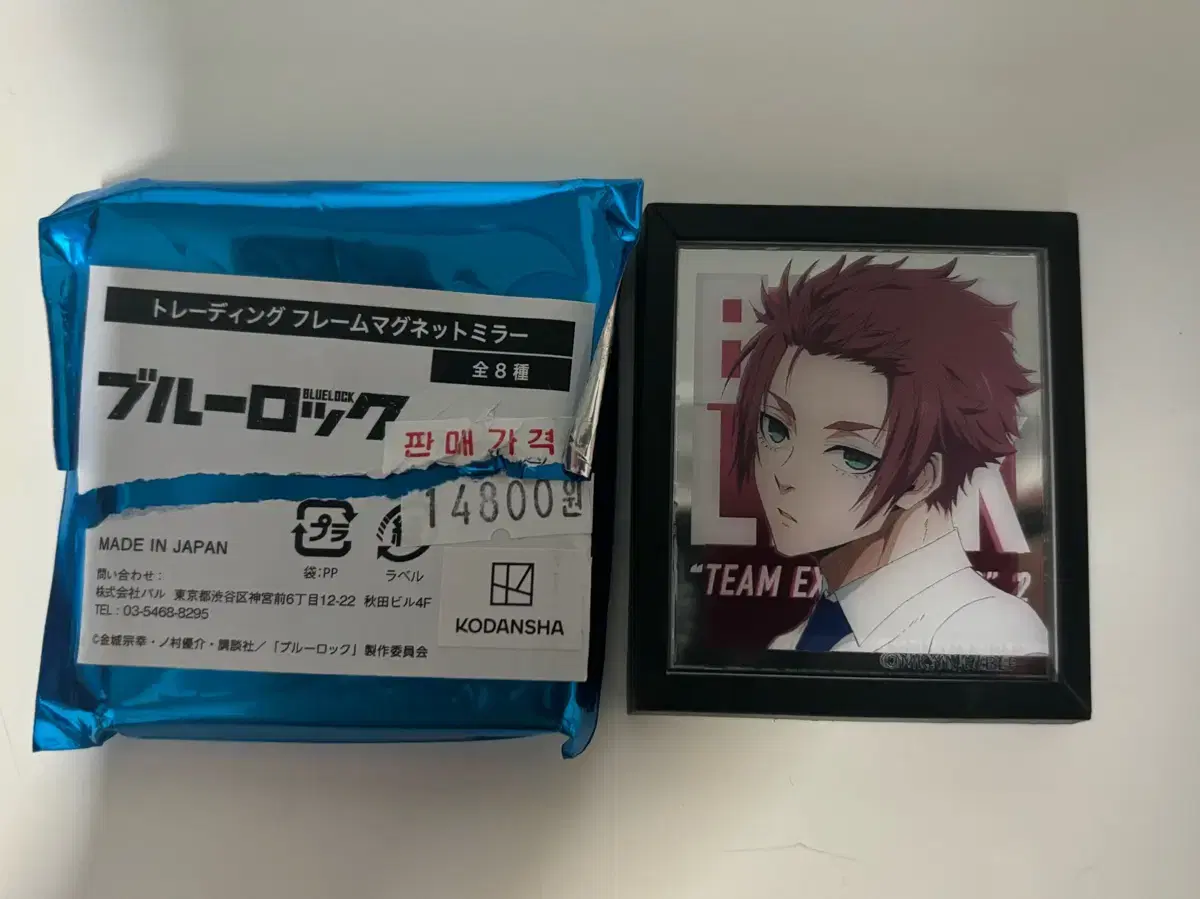 トレーディング フレームマグネットミラー
全8種
ブルーロック
BLUELOCK
판매가격
14800원
プラ
MADE IN JAPAN
袋:PP
ラベル
問い合わせ:
株式会社パル 東京都渋谷区神宮前6丁目12-22 秋田ビル4F
TEL:03-5468-8295
KODANSHA
©金城宗幸・ノ村優介・講談社/「ブルーロック」製作委員会
"TEAM